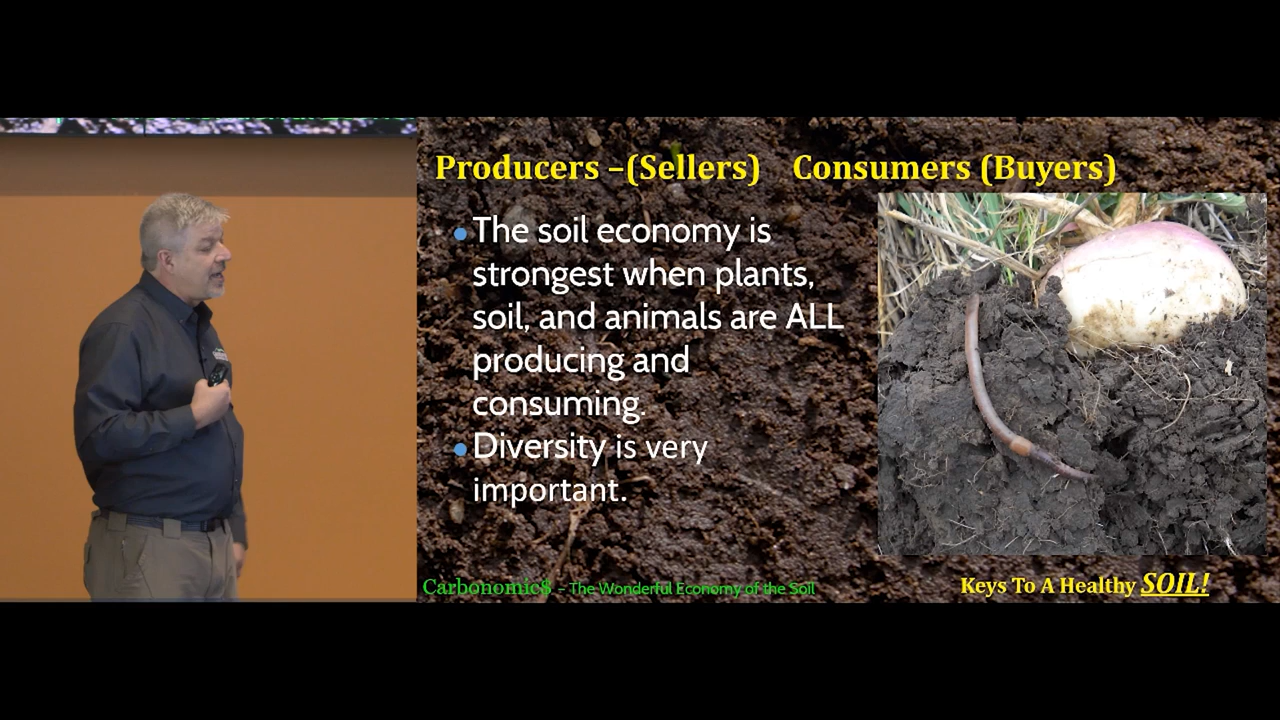 Producers –(Sellers) Consumers (Buyers)
The soil economy is
strongest when plants,
soil, and animals are ALL
producing and
consuming.
Diversity is very
important.
Carbonomic$ – The Wonderful Economy of the Soil
Keys To A Healthy SOIL!